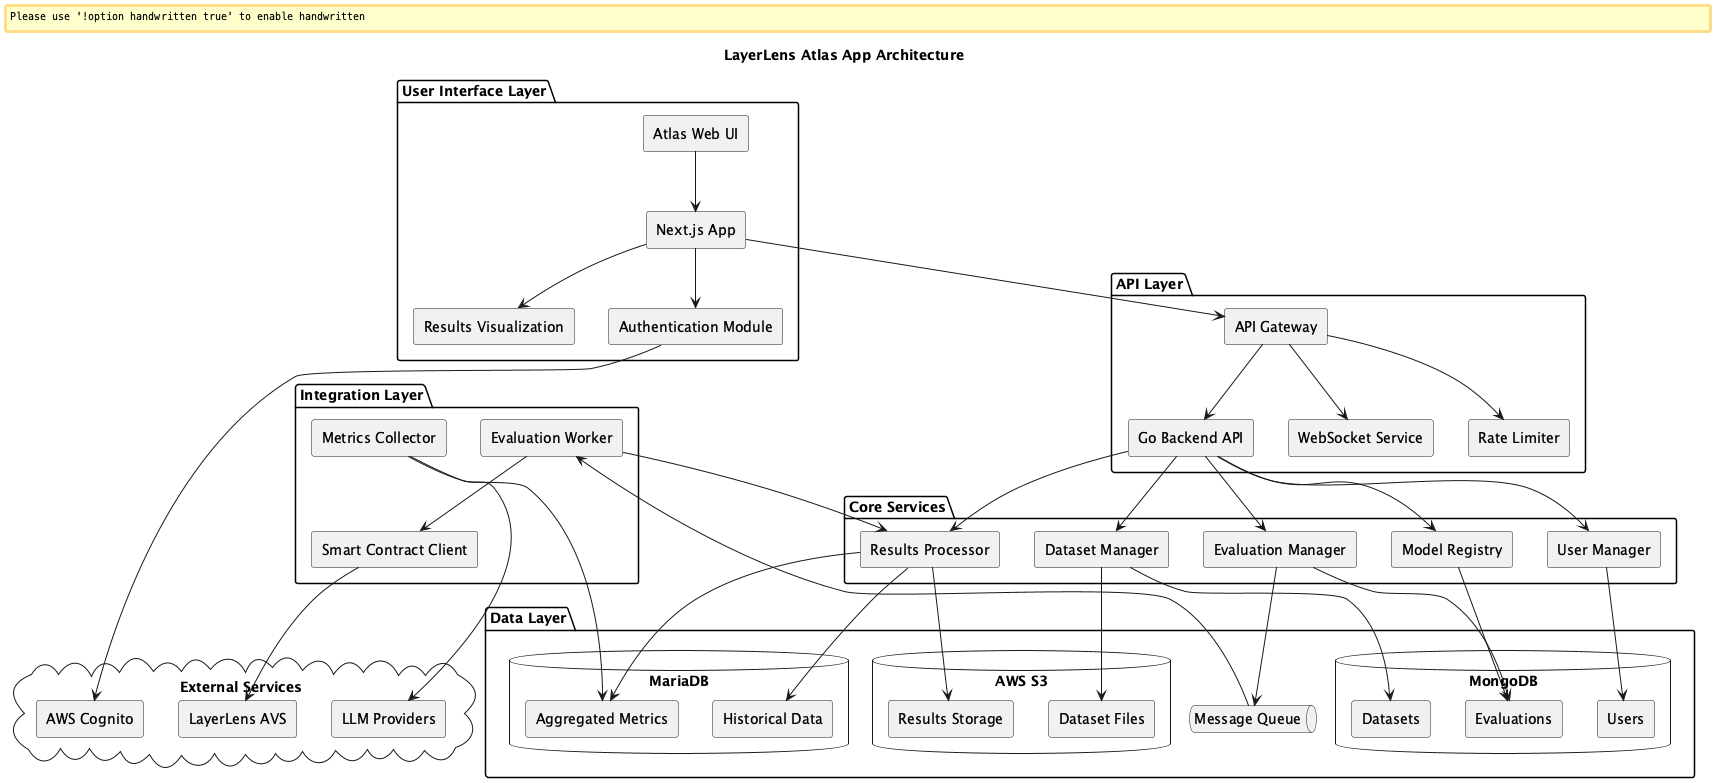 Please use '!option handwritten true' to enable handwritten
LayerLens Atlas App Architecture
User Interface Layer
Atlas Web UI
Next.js App
Results Visualization
Authentication Module
API Layer
API Gateway
Go Backend API
WebSocket Service
Rate Limiter
Integration Layer
Metrics Collector
Evaluation Worker
Smart Contract Client
Core Services
Results Processor
Dataset Manager
Evaluation Manager
Model Registry
User Manager
Data Layer
MariaDB
Aggregated Metrics
Historical Data
AWS S3
Results Storage
Dataset Files
Message Queue
MongoDB
Datasets
Evaluations
Users
External Services
AWS Cognito
LayerLens AVS
LLM Providers